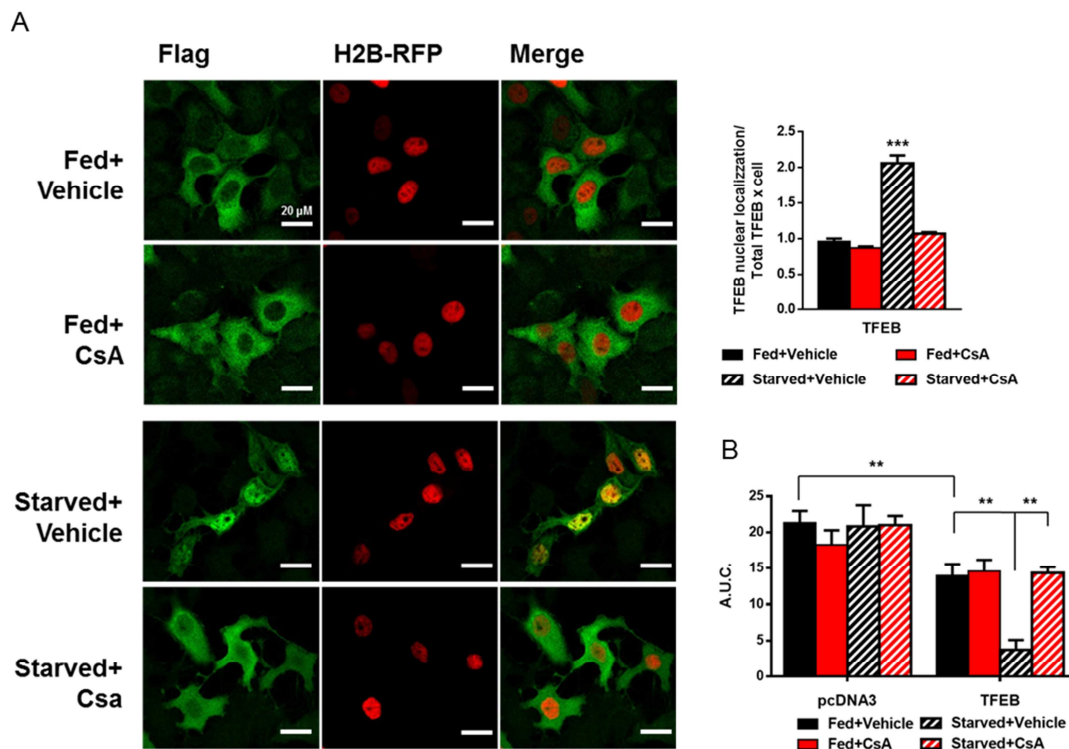 A
Flag H2B-RFP Merge
Fed+
Vehicle
20 µM
Fed+
CsA
Starved+
Vehicle
Starved+
Csa
TFEB nuclear localizzation/
Total TFEB x cell
2.5
2.0
1.5
1.0
0.5
0.0
***
TFEB
Fed+Vehicle Fed+CsA
Starved+Vehicle Starved+CsA
B
A.U.C.
25
20
15
10
5
0
**
** **
pcDNA3 TFEB
Fed+Vehicle Starved+Vehicle
Fed+CsA Starved+CsA